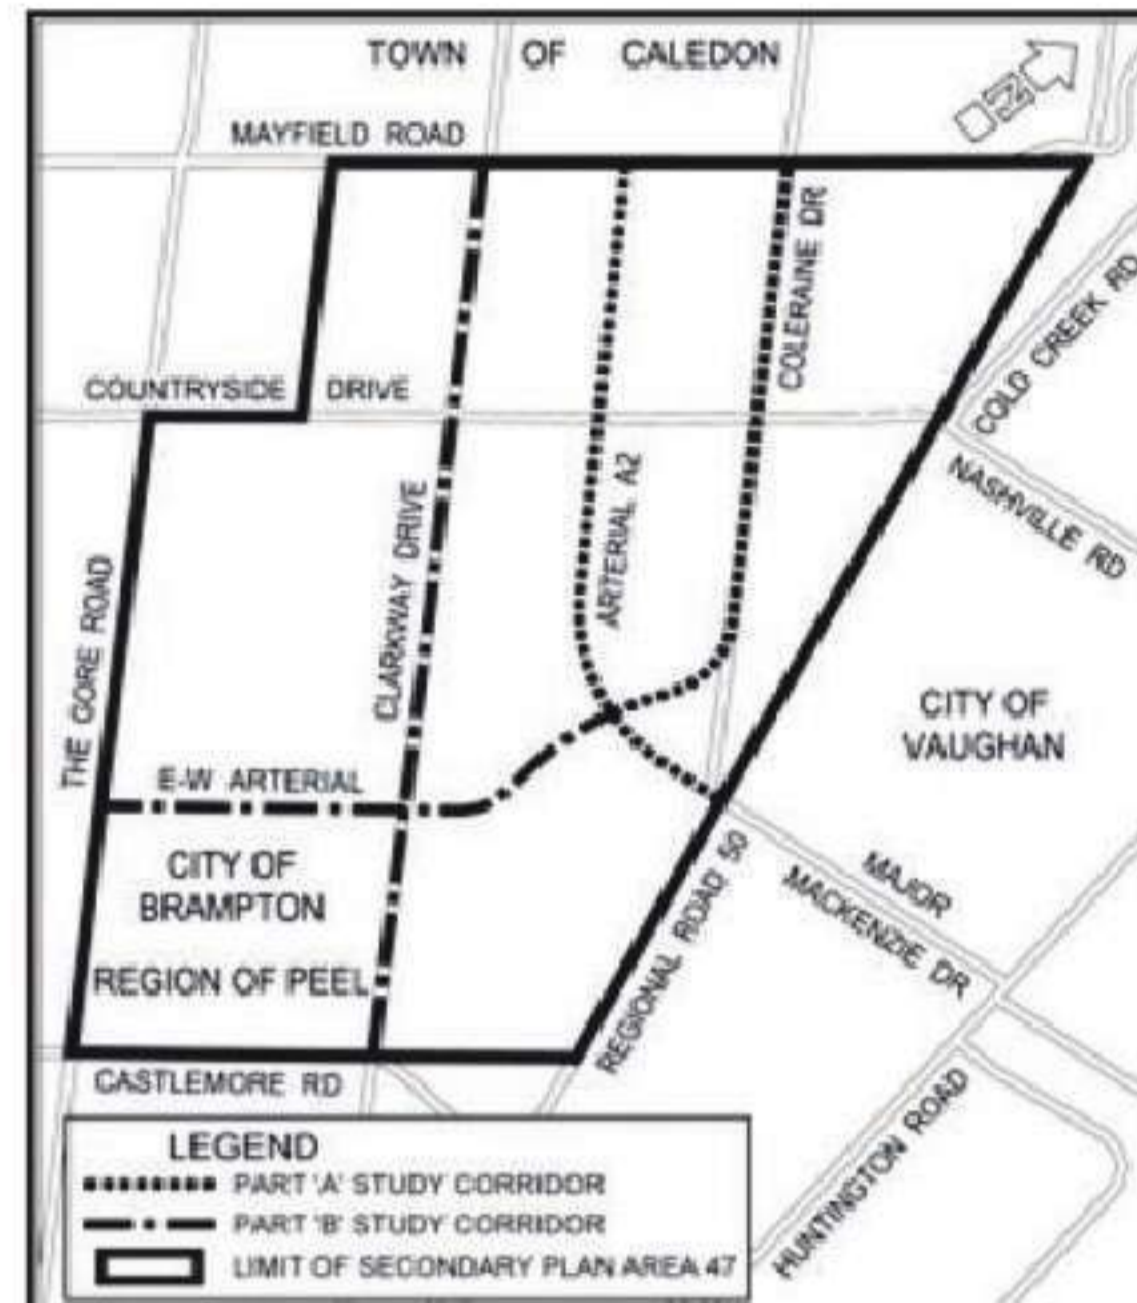 TOWN OF CALEDON
MAYFIELD ROAD
COLERAINE DR
COLD CREEK RD
COUNTRYSIDE DRIVE
NASHVILLE RD
ARTERIAL A2
CLARKWAY DRIVE
THE GORE ROAD
CITY OF
VAUGHAN
E-W ARTERIAL
CITY OF
BRAMPTON
REGION OF PEEL
MAJOR
MACKENZIE DR
REGIONAL ROAD 50
CASTLEMORE RD
HUNTINGTON ROAD
LEGEND
PART 'A' STUDY CORRIDOR
PART 'B' STUDY CORRIDOR
LIMIT OF SECONDARY PLAN AREA 47